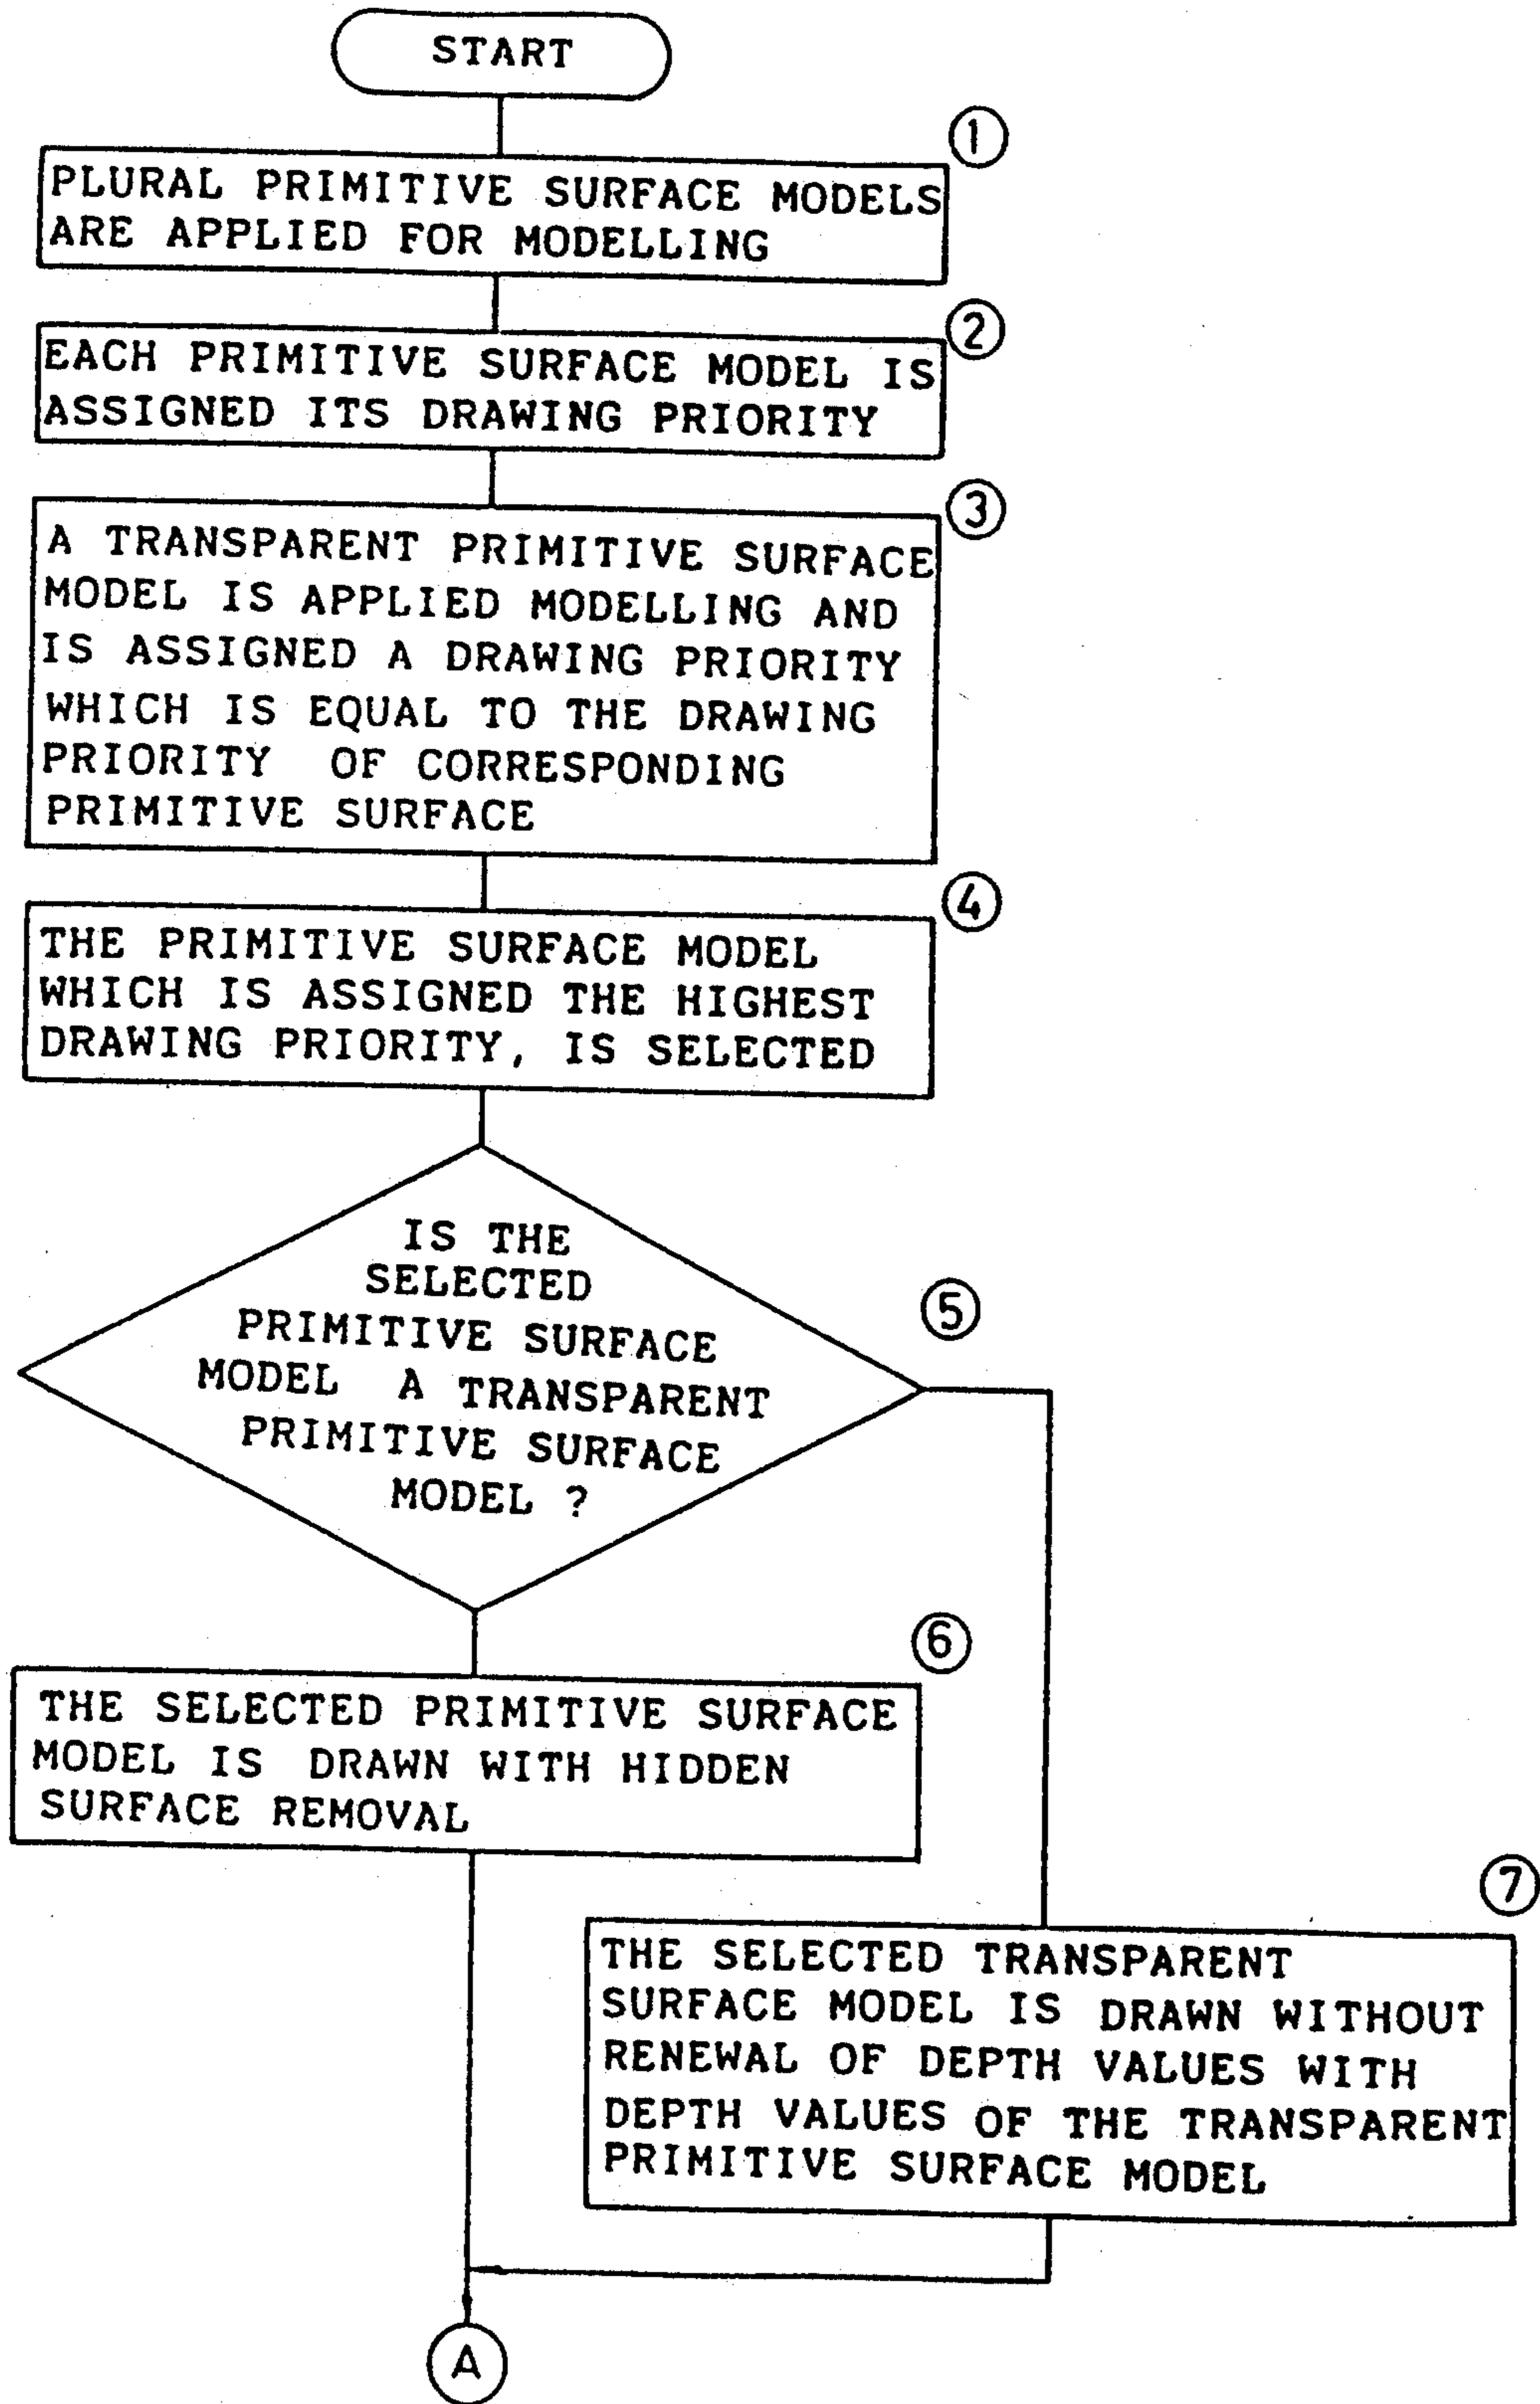 START
1
PLURAL PRIMITIVE SURFACE MODELS
ARE APPLIED FOR MODELLING
2
EACH PRIMITIVE SURFACE MODEL IS
ASSIGNED ITS DRAWING PRIORITY
3
A TRANSPARENT PRIMITIVE SURFACE
MODEL IS APPLIED MODELLING AND
IS ASSIGNED A DRAWING PRIORITY
WHICH IS EQUAL TO THE DRAWING
PRIORITY OF CORRESPONDING
PRIMITIVE SURFACE
4
THE PRIMITIVE SURFACE MODEL
WHICH IS ASSIGNED THE HIGHEST
DRAWING PRIORITY, IS SELECTED
5
IS THE
SELECTED
PRIMITIVE SURFACE
MODEL A TRANSPARENT
PRIMITIVE SURFACE
MODEL ?
6
THE SELECTED PRIMITIVE SURFACE
MODEL IS DRAWN WITH HIDDEN
SURFACE REMOVAL
7
THE SELECTED TRANSPARENT
SURFACE MODEL IS DRAWN WITHOUT
RENEWAL OF DEPTH VALUES WITH
DEPTH VALUES OF THE TRANSPARENT
PRIMITIVE SURFACE MODEL
A